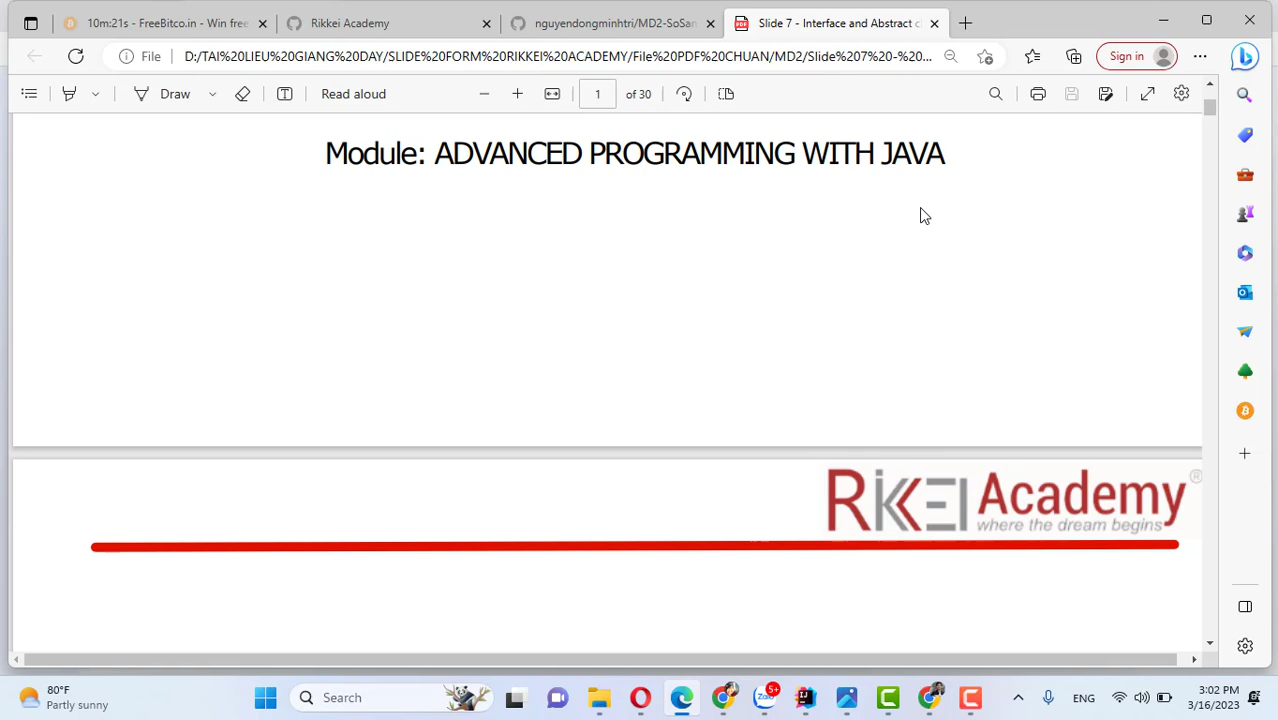 10m:21s - FreeBitco.in - Win free
Rikkei Academy
nguyendongminhtri/MD2-SoSan
Slide 7 - Interface and Abstract c
File
D:/TAI%20LIEU%20GIANG%20DAY/SLIDE%20FORM%20RIKKEI%20ACADEMY/File%20PDF%20CHUAN/MD2/Slide%207%20-%20...
Sign in
Draw
Read aloud
1
of 30
Module: ADVANCED PROGRAMMING WITH JAVA
RIKKEI Academy ®
where the dream begins
80°F
Partly sunny
Search
Zalo
5+
ENG
3:02 PM
3/16/2023